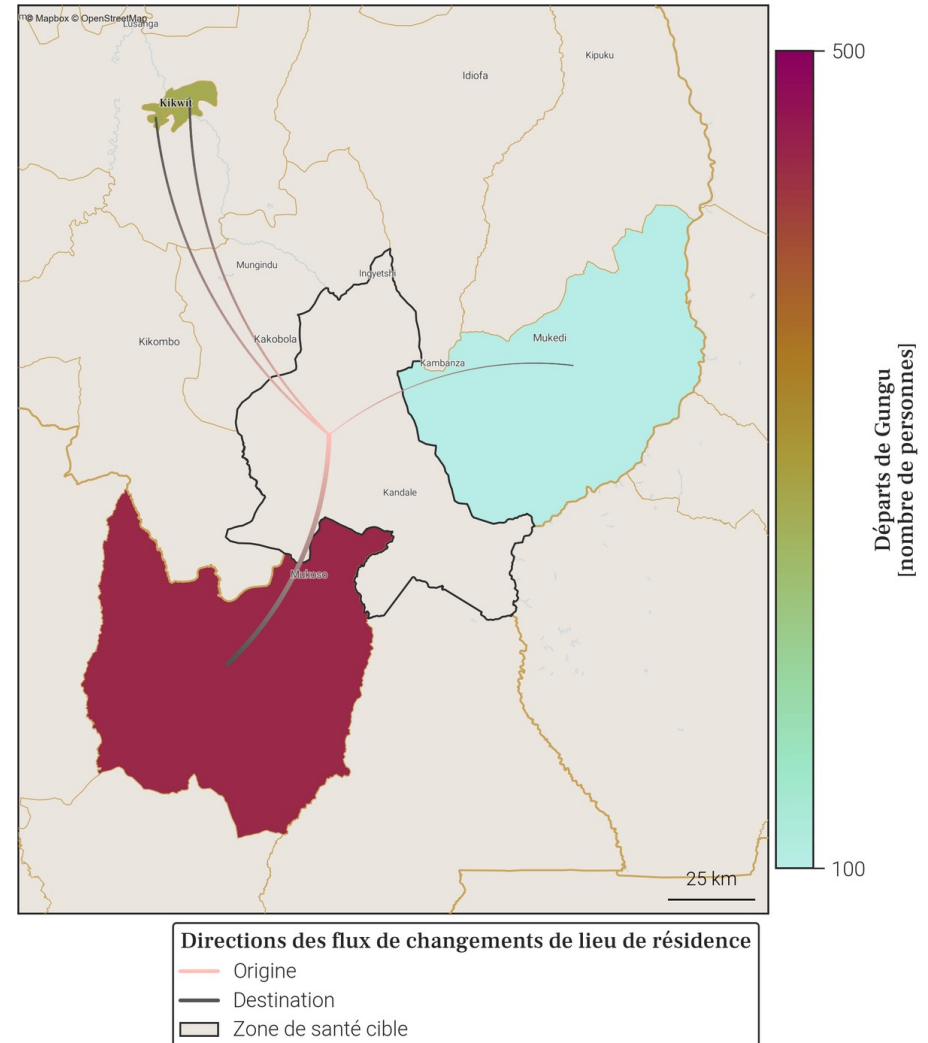 © Mapbox © OpenStreetMap
Lusanga
Kipuku
Idiofa
Kikwit
Mungindu
Ingyetshi
Kikombo
Kakobola
Mukedi
Kambanza
Kandale
Mukoso
25 km
500
100
Départs de Gungu
[nombre de personnes]
Directions des flux de changements de lieu de résidence
Origine
Destination
Zone de santé cible